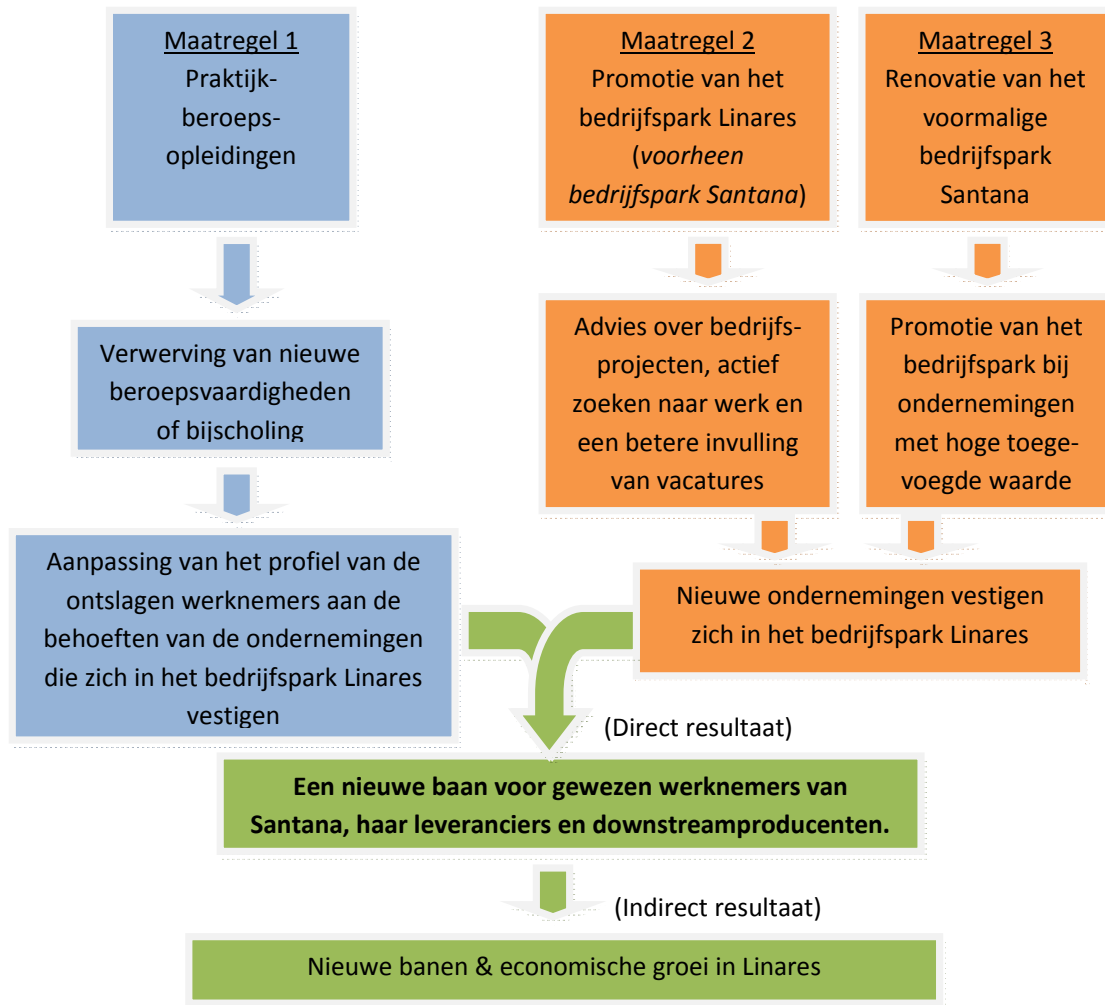 Maatregel 1
Praktijk-
beroeps-
opleidingen
Maatregel 2
Promotie van het
bedrijfspark Linares
(voorheen
bedrijfspark Santana)
Maatregel 3
Renovatie van het
voormalige
bedrijfspark
Santana
Verwerving van nieuwe
beroepsvaardigheden
of bijscholing
Advies over bedrijfs-
projecten, actief
zoeken naar werk en
een betere invulling
van vacatures
Promotie van het
bedrijfspark bij
ondernemingen
met hoge toege-
voegde waarde
Aanpassing van het profiel van de
ontslagen werknemers aan de
behoeften van de ondernemingen
die zich in het bedrijfspark Linares
vestigen
Nieuwe ondernemingen vestigen
zich in het bedrijfspark Linares
(Direct resultaat)
Een nieuwe baan voor gewezen werknemers van
Santana, haar leveranciers en downstreamproducenten.
(Indirect resultaat)
Nieuwe banen & economische groei in Linares